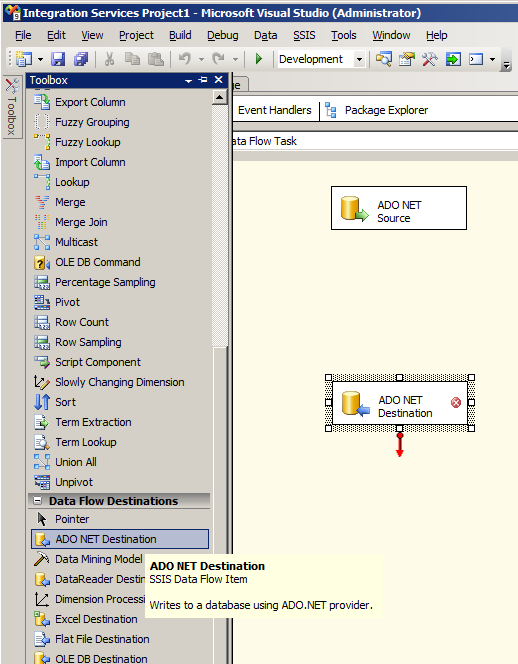 Integration Services Project1 - Microsoft Visual Studio (Administrator)
File Edit View Project Build Debug Data SSIS Tools Window Help
Development
Toolbox
Toolbox
Export Column
Fuzzy Grouping
Fuzzy Lookup
Import Column
Lookup
Merge
Merge Join
Multicast
OLE DB Command
Percentage Sampling
Pivot
Row Count
Row Sampling
Script Component
Slowly Changing Dimension
Sort
Term Extraction
Term Lookup
Union All
Unpivot
Data Flow Destinations
Pointer
ADO NET Destination
Data Mining Model
DataReader Destin
Dimension Processi
Excel Destination
Flat File Destination
OLE DB Destination
ADO NET Destination
SSIS Data Flow Item
Writes to a database using ADO.NET provider.
Event Handlers Package Explorer
ata Flow Task
ADO NET
Source
ADO NET
Destination